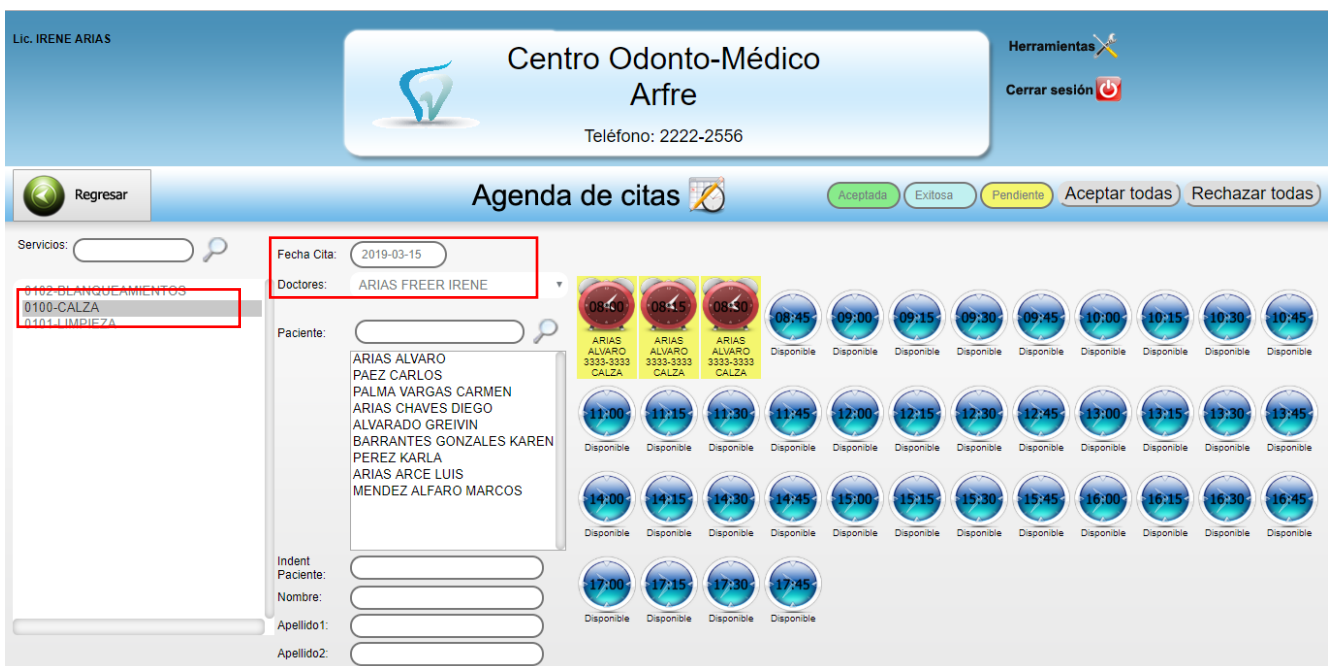 Lic. IRENE ARIAS
Centro Odonto-Médico
Arfre
Teléfono: 2222-2556
Herramientas
Cerrar sesión
Regresar
Agenda de citas
Aceptada
Exitosa
Pendiente
Aceptar todas
Rechazar todas
Servicios:
0102-BLANQUEAMIENTOS
0100-CALZA
0101-LIMPIEZA
Fecha Cita: 2019-03-15
Doctores: ARIAS FREER IRENE
Paciente:
ARIAS ALVARO
PAEZ CARLOS
PALMA VARGAS CARMEN
ARIAS CHAVES DIEGO
ALVARADO GREIVIN
BARRANTES GONZALES KAREN
PEREZ KARLA
ARIAS ARCE LUIS
MENDEZ ALFARO MARCOS
Indent
Paciente:
Nombre:
Apellido1:
Apellido2:
08:00 08:15 08:30 08:45 09:00 09:15 09:30 09:45 10:00 10:15 10:30 10:45
ARIAS ALVARO 3333-3333 CALZA
ARIAS ALVARO 3333-3333 CALZA
ARIAS ALVARO 3333-3333 CALZA
Disponible Disponible Disponible Disponible Disponible Disponible Disponible Disponible Disponible
11:00 11:15 11:30 11:45 12:00 12:15 12:30 12:45 13:00 13:15 13:30 13:45
Disponible Disponible Disponible Disponible Disponible Disponible Disponible Disponible Disponible Disponible Disponible Disponible
14:00 14:15 14:30 14:45 15:00 15:15 15:30 15:45 16:00 16:15 16:30 16:45
Disponible Disponible Disponible Disponible Disponible Disponible Disponible Disponible Disponible Disponible Disponible Disponible
17:00 17:15 17:30 17:45
Disponible Disponible Disponible Disponible